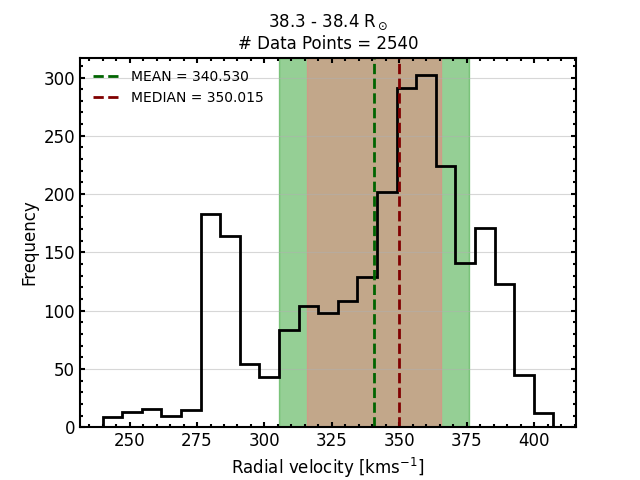 38.3 - 38.4 R⊙
# Data Points = 2540
MEAN = 340.530
MEDIAN = 350.015
300
250
200
150
100
50
0
Frequency
250 275 300 325 350 375 400
Radial velocity [kms⁻¹]